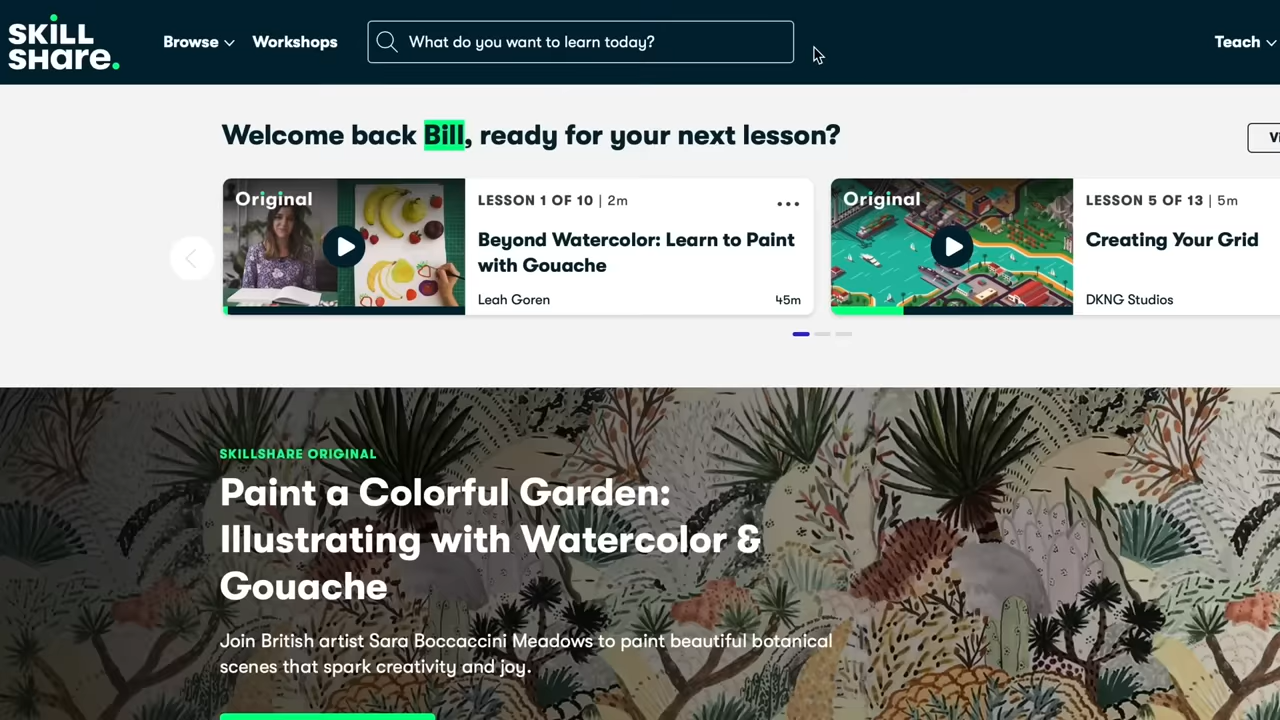 SKILL
SHare.
Browse
Workshops
What do you want to learn today?
Teach
Welcome back Bill, ready for your next lesson?
Original
LESSON 1 OF 10 | 2m
Beyond Watercolor: Learn to Paint
with Gouache
Leah Goren
45m
Original
LESSON 5 OF 13 | 5m
Creating Your Grid
DKNG Studios
SKILLSHARE ORIGINAL
Paint a Colorful Garden:
Illustrating with Watercolor &
Gouache
Join British artist Sara Boccaccini Meadows to paint beautiful botanical
scenes that spark creativity and joy.